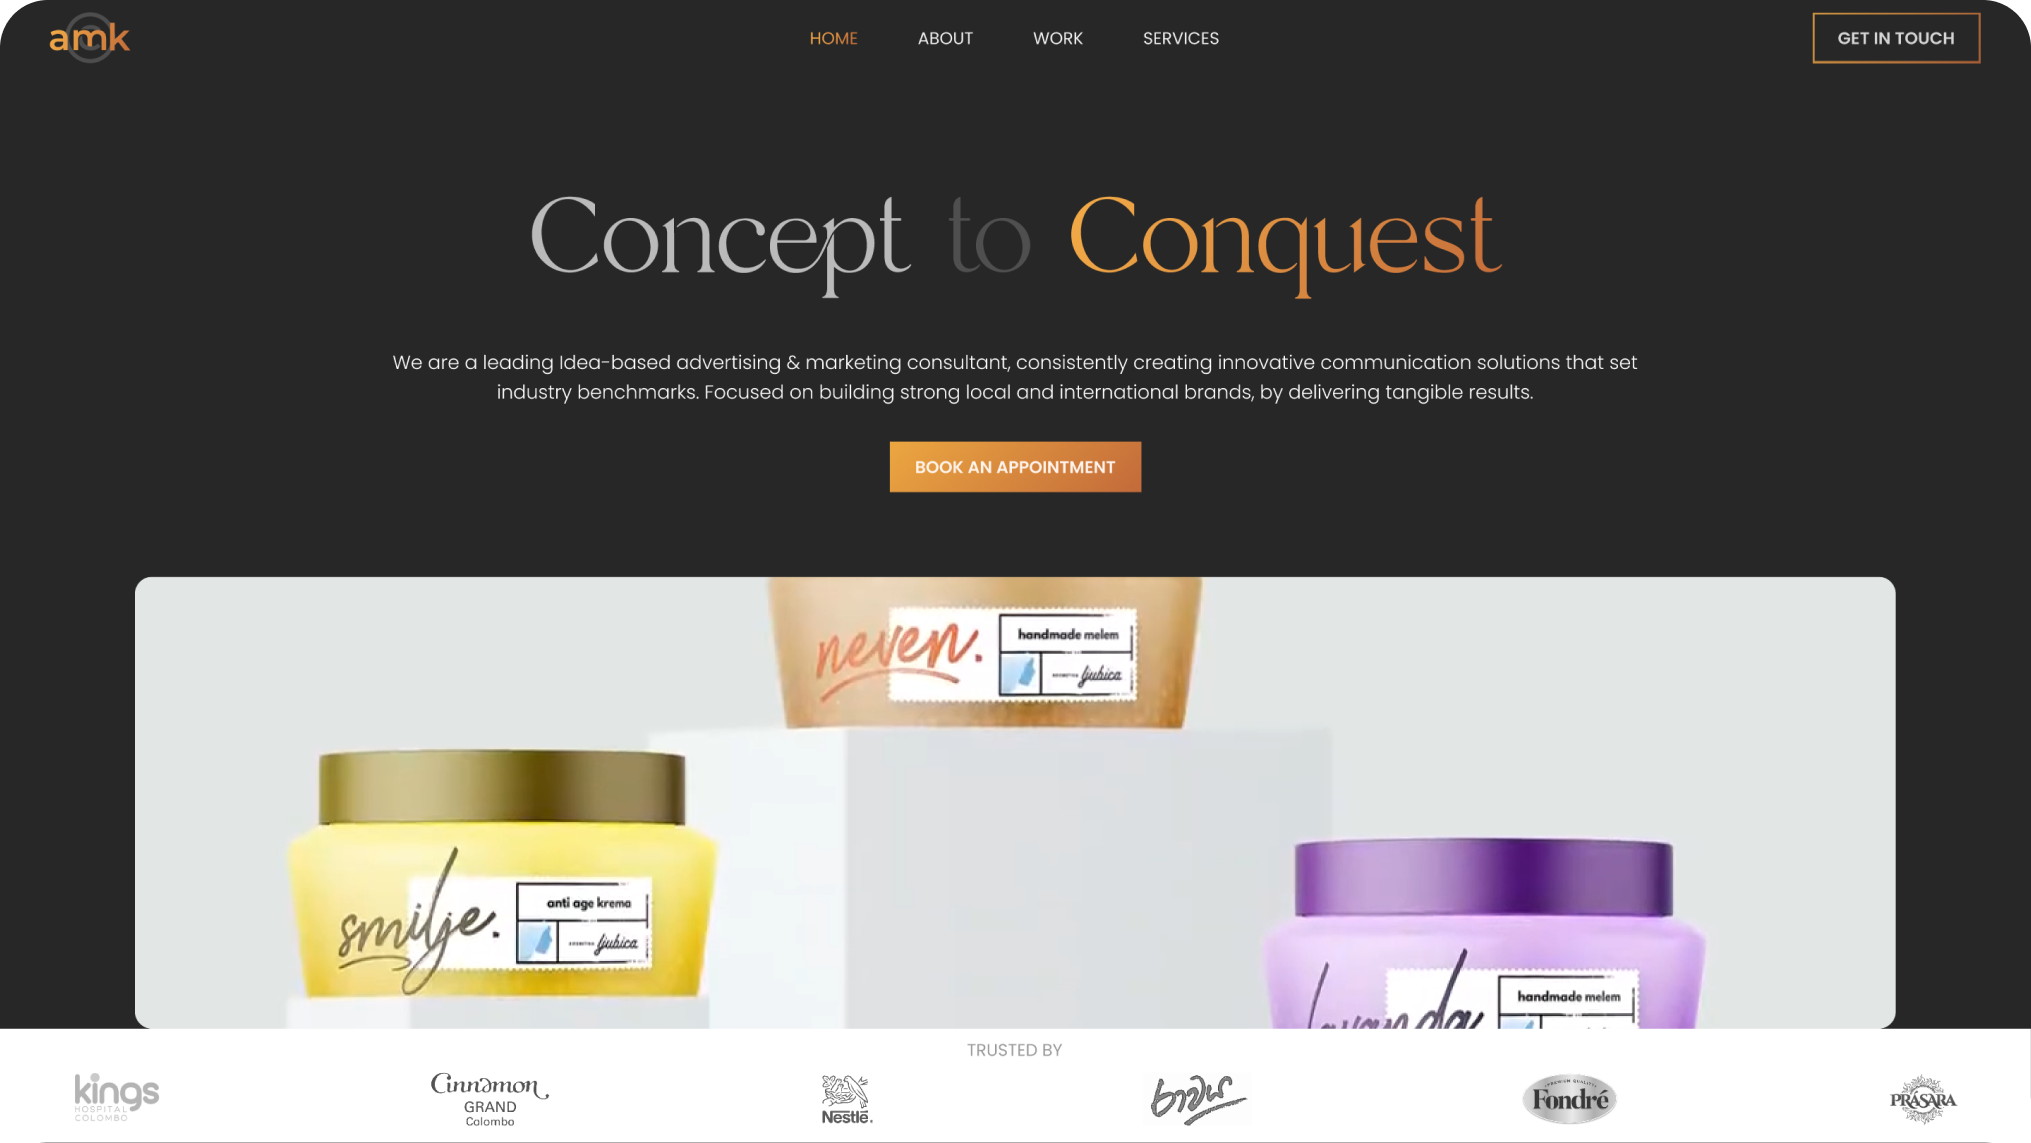 amk
HOME
ABOUT
WORK
SERVICES
GET IN TOUCH
Concept to Conquest
We are a leading Idea-based advertising & marketing consultant, consistently creating innovative communication solutions that set
industry benchmarks. Focused on building strong local and international brands, by delivering tangible results.
BOOK AN APPOINTMENT
neven.
handmade melem
ljubica
smilje.
anti age krema
ljubica
lavanda
handmade melem
TRUSTED BY
kings
HOSPITAL
COLOMBO
Cinnamon
GRAND
Colombo
Nestlé.
PREMIUM QUALITY
Fondré
PRASARA